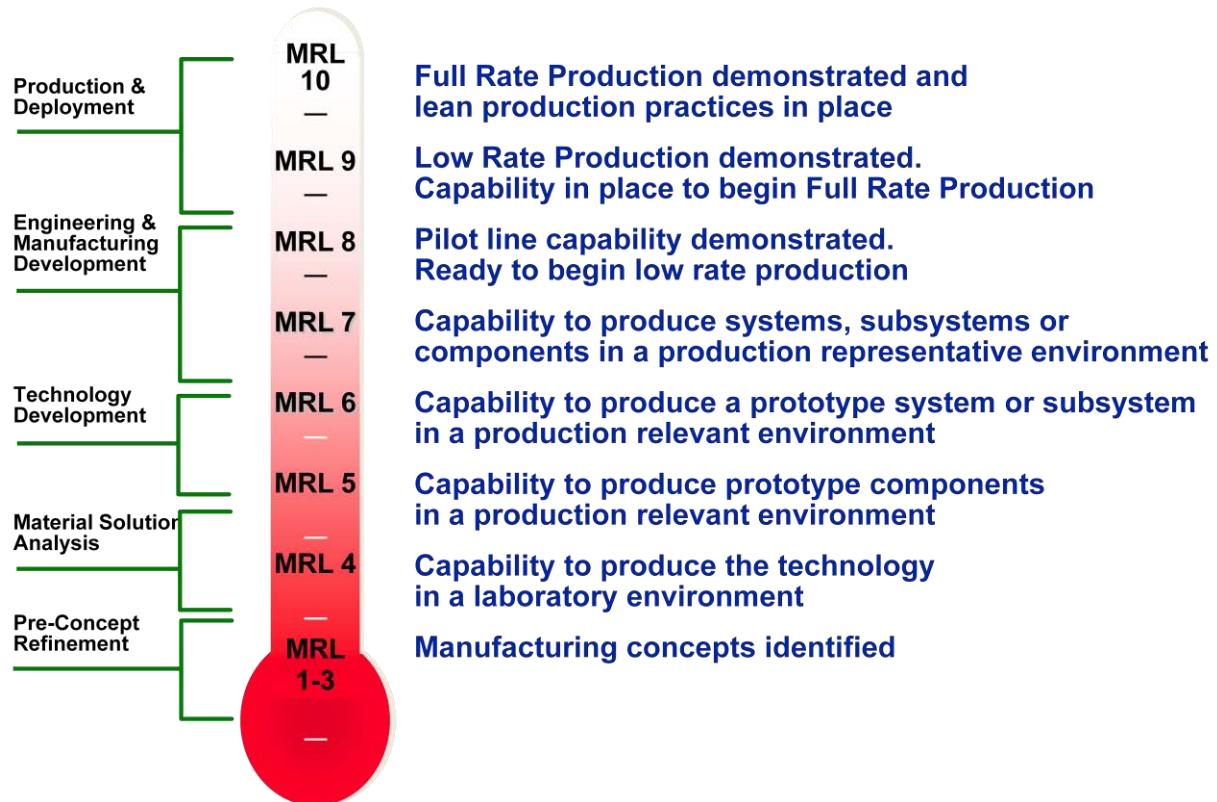 Production &
Deployment
MRL
10
Full Rate Production demonstrated and
lean production practices in place
MRL 9
Low Rate Production demonstrated.
Capability in place to begin Full Rate Production
Engineering &
Manufacturing
Development
MRL 8
Pilot line capability demonstrated.
Ready to begin low rate production
MRL 7
Capability to produce systems, subsystems or
components in a production representative environment
Technology
Development
MRL 6
Capability to produce a prototype system or subsystem
in a production relevant environment
MRL 5
Capability to produce prototype components
in a production relevant environment
Material Solution
Analysis
MRL 4
Capability to produce the technology
in a laboratory environment
Pre-Concept
Refinement
MRL
1-3
Manufacturing concepts identified